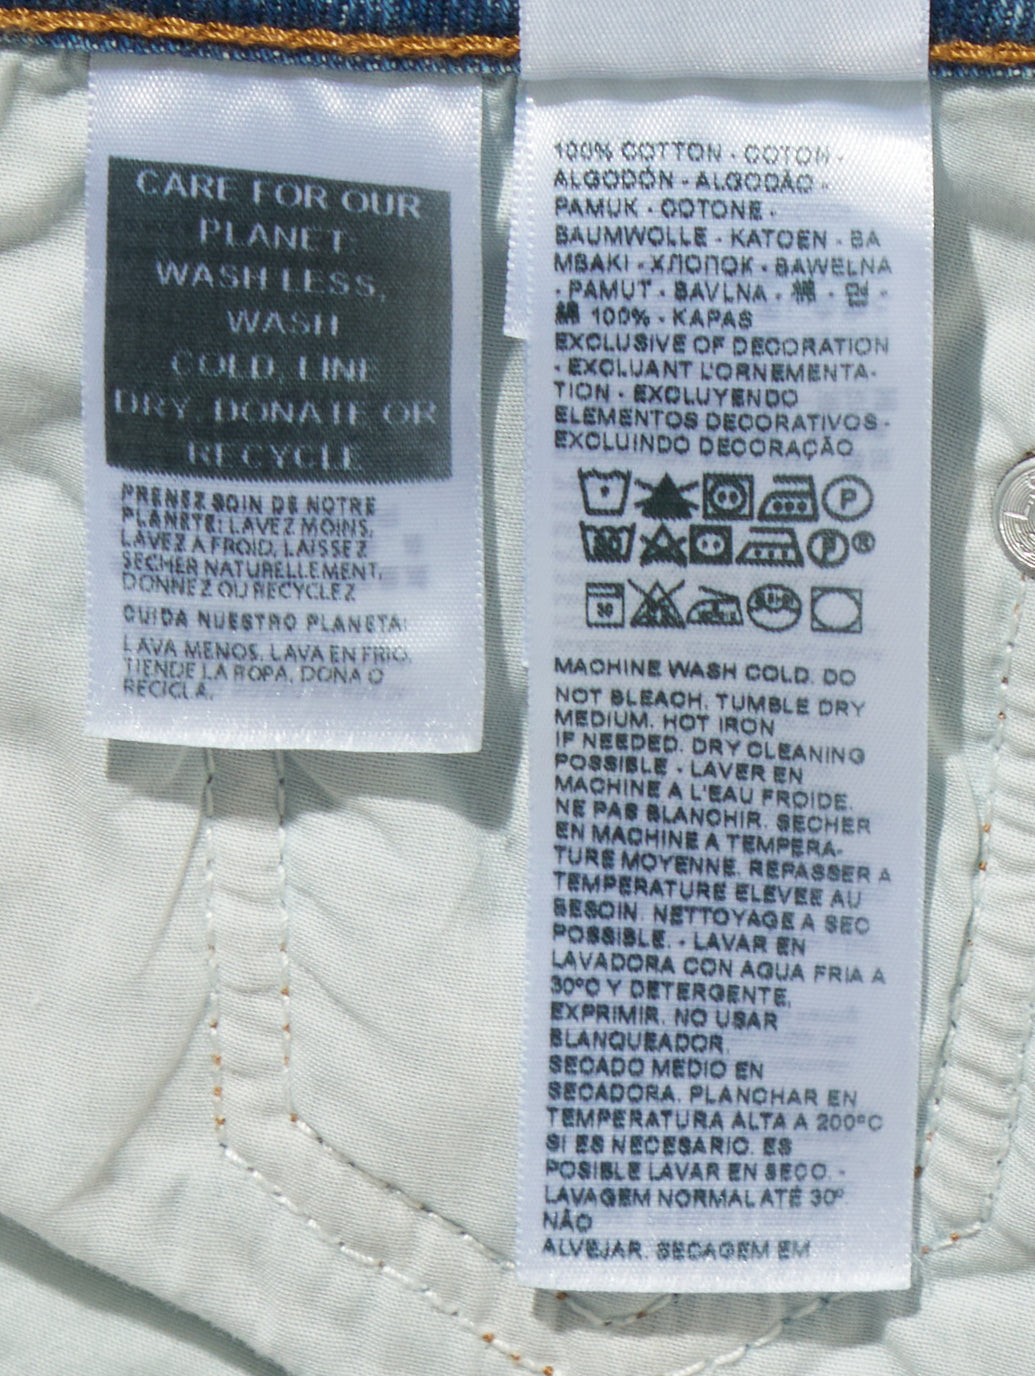 CARE FOR OUR
PLANET:
WASH LESS,
WASH
COLD, LINE
DRY, DONATE OR
RECYCLE
PRENEZ SOIN DE NOTRE
PLANÈTE: LAVEZ MOINS,
LAVEZ A FROID, LAISSEZ
SECHER NATURELLEMENT,
DONNEZ OU RECYCLEZ
CUIDA NUESTRO PLANETA:
LAVA MENOS, LAVA EN FRIO,
TIENDE LA ROPA, DONA O
RECICLA.
100% COTTON - COTON -
ALGODÓN - ALGODÃO -
PAMUK - COTONE -
BAUMWOLLE - KATOEN - BA
MBAKI - ХЛОПОК - BAWELNA
- PAMUT - BAVLNA - 棉 - 면 -
綿 100% - KAPAS
EXCLUSIVE OF DECORATION
- EXCLUANT L'ORNEMENTA-
TION - EXCLUYENDO
ELEMENTOS DECORATIVOS -
EXCLUINDO DECORAÇÃO
P
P®
30
MACHINE WASH COLD. DO
NOT BLEACH. TUMBLE DRY
MEDIUM. HOT IRON
IF NEEDED. DRY CLEANING
POSSIBLE - LAVER EN
MACHINE A L'EAU FROIDE.
NE PAS BLANCHIR. SECHER
EN MACHINE A TEMPERA-
TURE MOYENNE. REPASSER A
TEMPERATURE ELEVEE AU
BESOIN. NETTOYAGE A SEC
POSSIBLE. - LAVAR EN
LAVADORA CON AGUA FRIA A
30ºC Y DETERGENTE,
EXPRIMIR. NO USAR
BLANQUEADOR.
SECADO MEDIO EN
SECADORA. PLANCHAR EN
TEMPERATURA ALTA A 200ºC
SI ES NECESARIO. ES
POSIBLE LAVAR EN SECO. -
LAVAGEM NORMAL ATÉ 30º
NÃO
ALVEJAR. SECAGEM EM